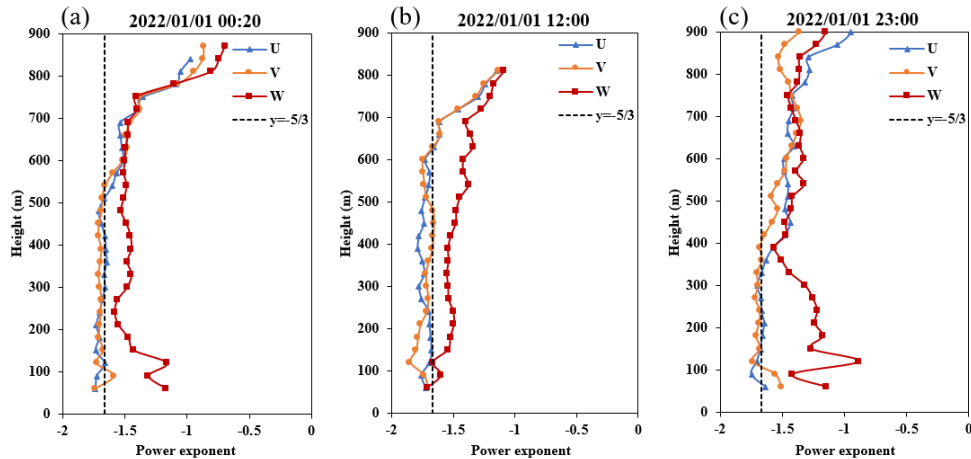 (a)
2022/01/01 00:20
900
800
700
600
500
400
300
200
100
0
Height (m)
-2
-1.5
-1
-0.5
0
Power exponent
U
V
W
y=-5/3
(b)
2022/01/01 12:00
900
800
700
600
500
400
300
200
100
0
Height (m)
-2
-1.5
-1
-0.5
0
Power exponent
U
V
W
y=-5/3
(c)
2022/01/01 23:00
900
800
700
600
500
400
300
200
100
0
Height (m)
-2
-1.5
-1
-0.5
0
Power exponent
U
V
W
y=-5/3